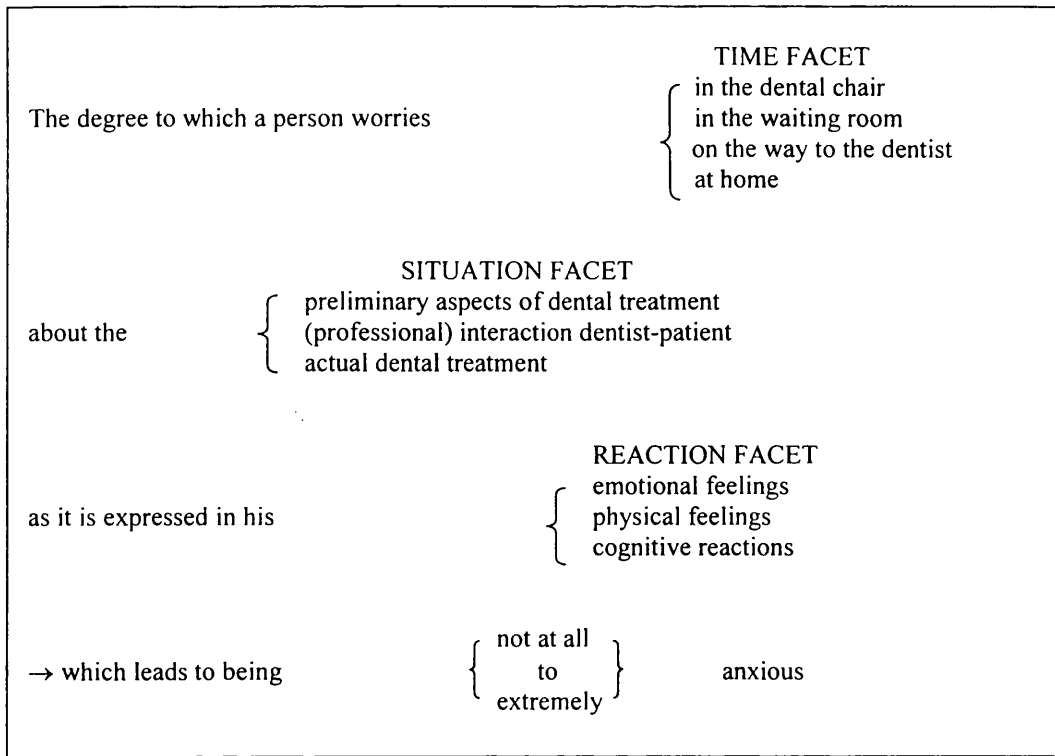 TIME FACET
in the dental chair
The degree to which a person worries
in the waiting room
on the way to the dentist
at home
SITUATION FACET
preliminary aspects of dental treatment
about the
(professional) interaction dentist-patient
actual dental treatment
REACTION FACET
emotional feelings
as it is expressed in his
physical feelings
cognitive reactions
not at all
→ which leads to being to anxious
extremely